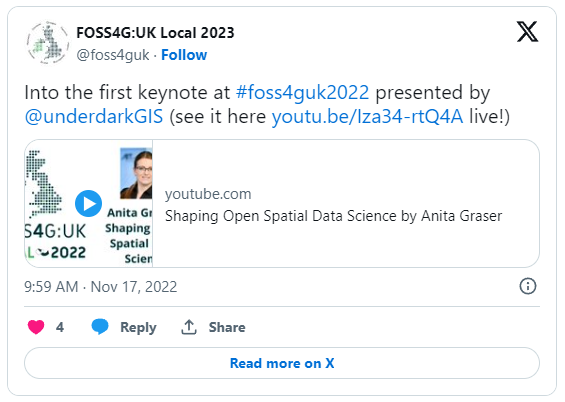 FOSS4G:UK Local 2023
@foss4guk · Follow
Into the first keynote at #foss4guk2022 presented by
@underdarkGIS (see it here youtu.be/Iza34-rtQ4A live!)
Anita Gr
Shaping
Spatial
Scien
S4G:UK
AL 2022
youtube.com
Shaping Open Spatial Data Science by Anita Graser
9:59 AM · Nov 17, 2022
4 Reply Share
Read more on X